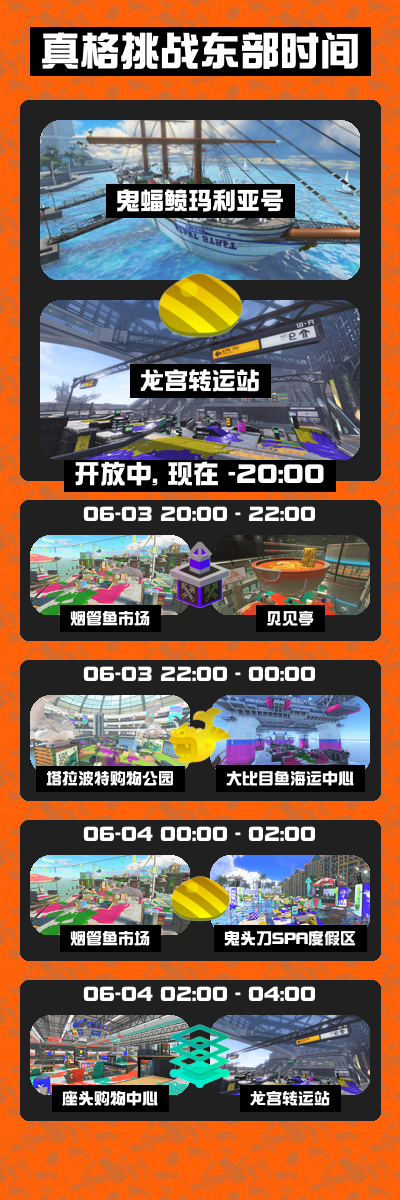 真格挑战东部时间
鬼蝠鲼玛利亚号
龙宫转运站
开放中, 现在 -20:00
06-03 20:00 - 22:00
烟管鱼市场
贝贝亭
06-03 22:00 - 00:00
塔拉波特购物公园
大比目鱼海运中心
06-04 00:00 - 02:00
烟管鱼市场
鬼头刀SPA度假区
06-04 02:00 - 04:00
座头购物中心
龙宫转运站